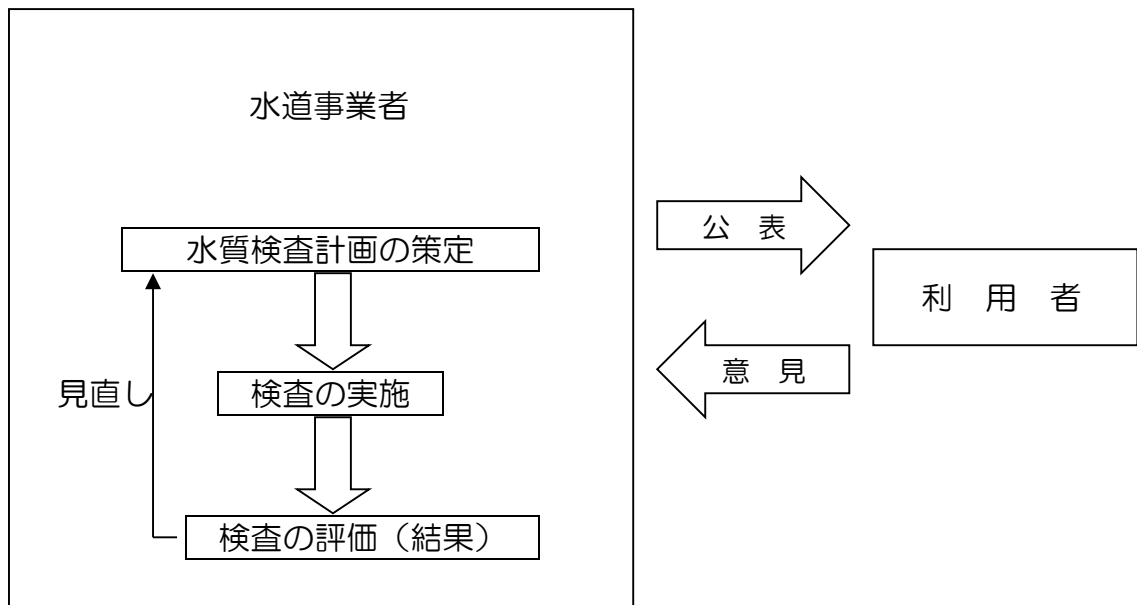 水道事業者
水質検査計画の策定
見直し
検査の実施
検査の評価（結果）
公　表
意　見
利　用　者